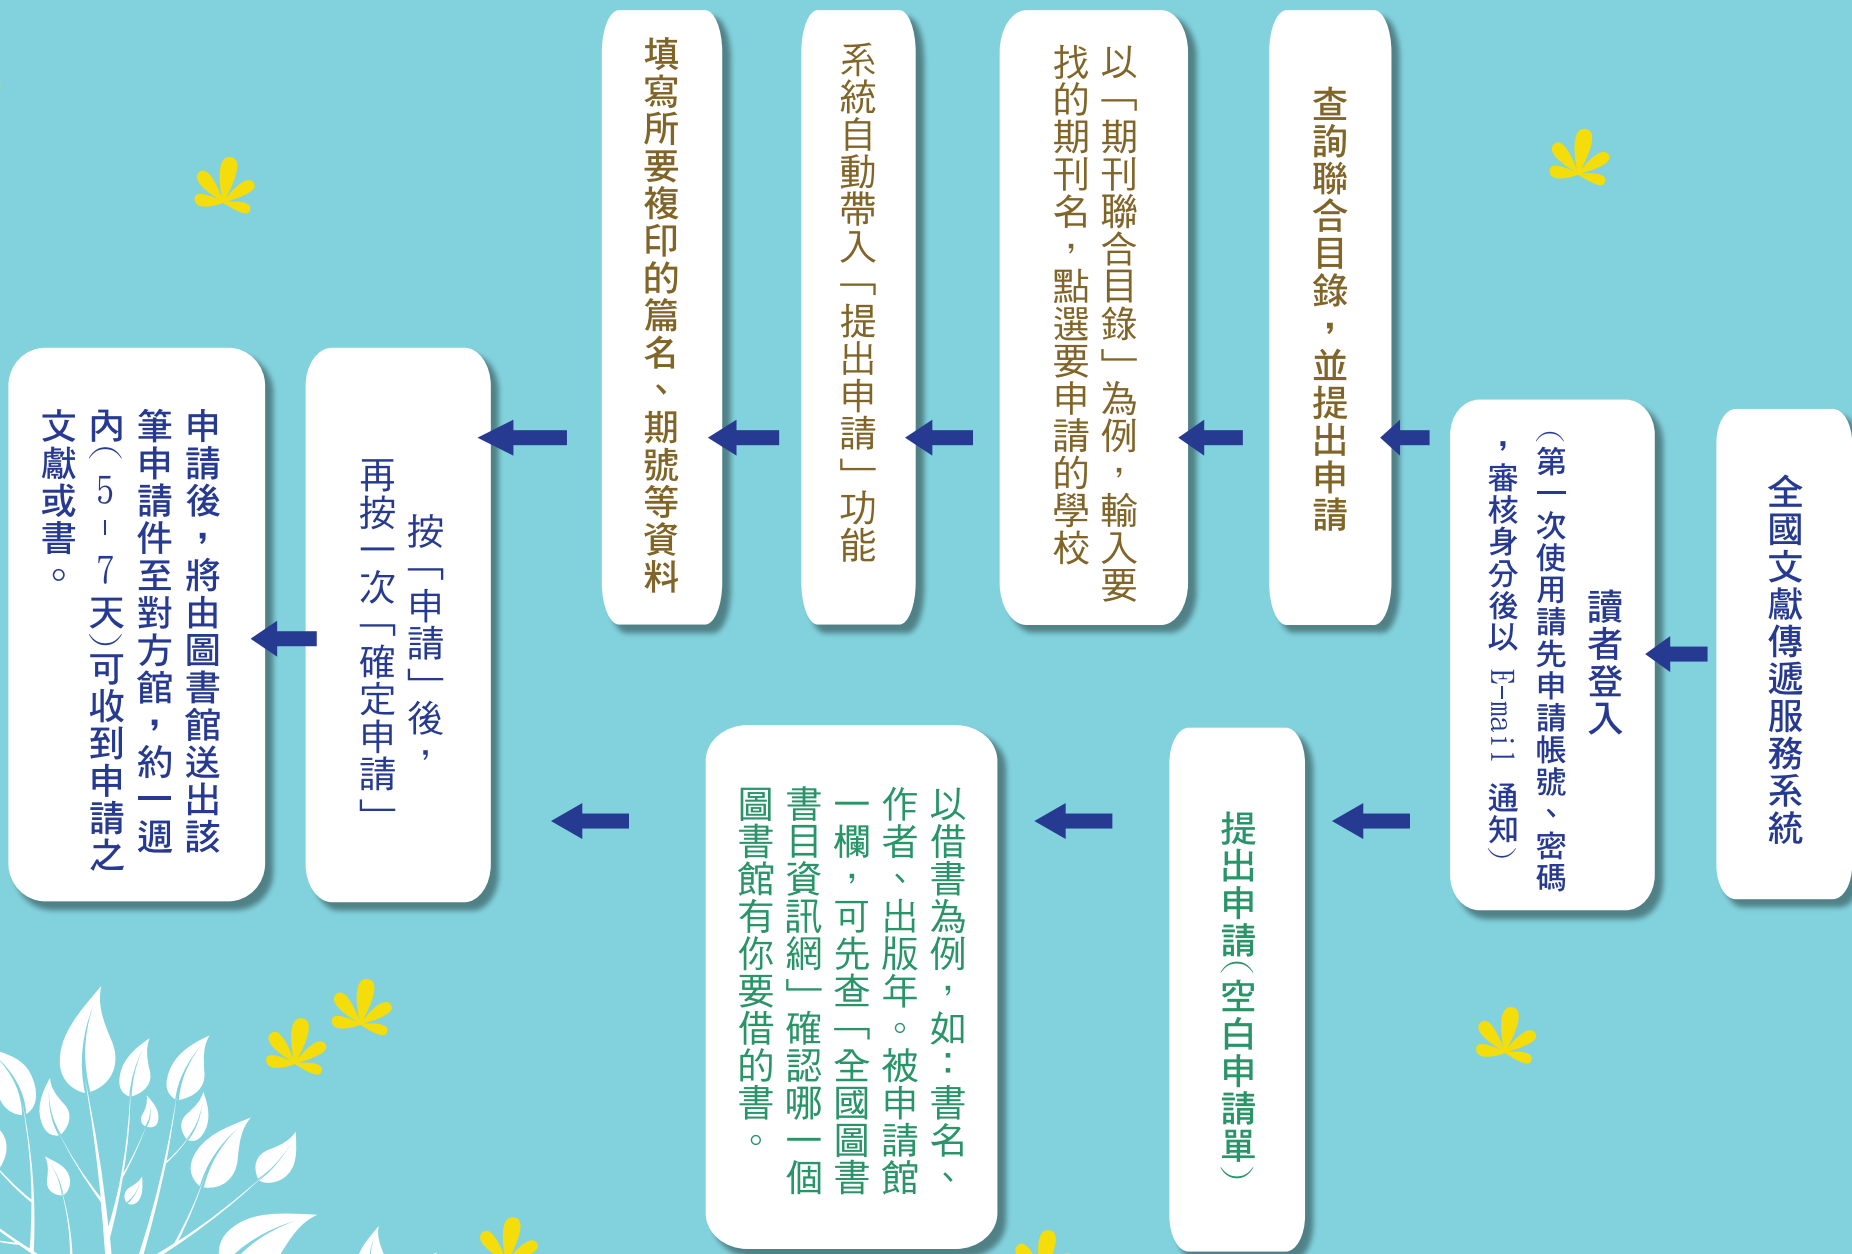 全國文獻傳遞服務系統
讀者登入
（第一次使用請先申請帳號、密碼
，審核身分後以 E-mail 通知）
查詢聯合目錄，並提出申請
以「期刊聯合目錄」為例，輸入要
找的期刊名，點選要申請的學校
系統自動帶入「提出申請」功能
填寫所要複印的篇名、期號等資料
提出申請（空白申請單）
以借書為例，如：書名、
作者、出版年。被申請館
一欄，可先查「全國圖書
書目資訊網」確認哪一個
圖書館有你要借的書。
按「申請」後，
再按一次「確定申請」
申請後，將由圖書館送出該
筆申請件至對方館，約一週
內（5-7天）可收到申請之
文獻或書。